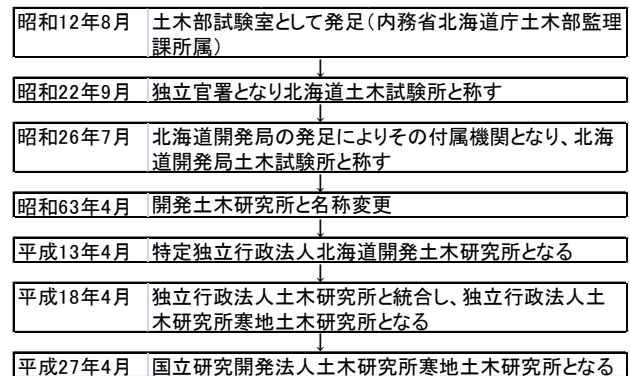 昭和12年8月 土木部試験室として発足（内務省北海道庁土木部監理
課所属）
↓
昭和22年9月 独立官署となり北海道土木試験所と称す
↓
昭和26年7月 北海道開発局の発足によりその付属機関となり、北海
道開発局土木試験所と称す
↓
昭和63年4月 開発土木研究所と名称変更
↓
平成13年4月 特定独立行政法人北海道開発土木研究所となる
↓
平成18年4月 独立行政法人土木研究所と統合し、独立行政法人土
木研究所寒地土木研究所となる
↓
平成27年4月 国立研究開発法人土木研究所寒地土木研究所となる